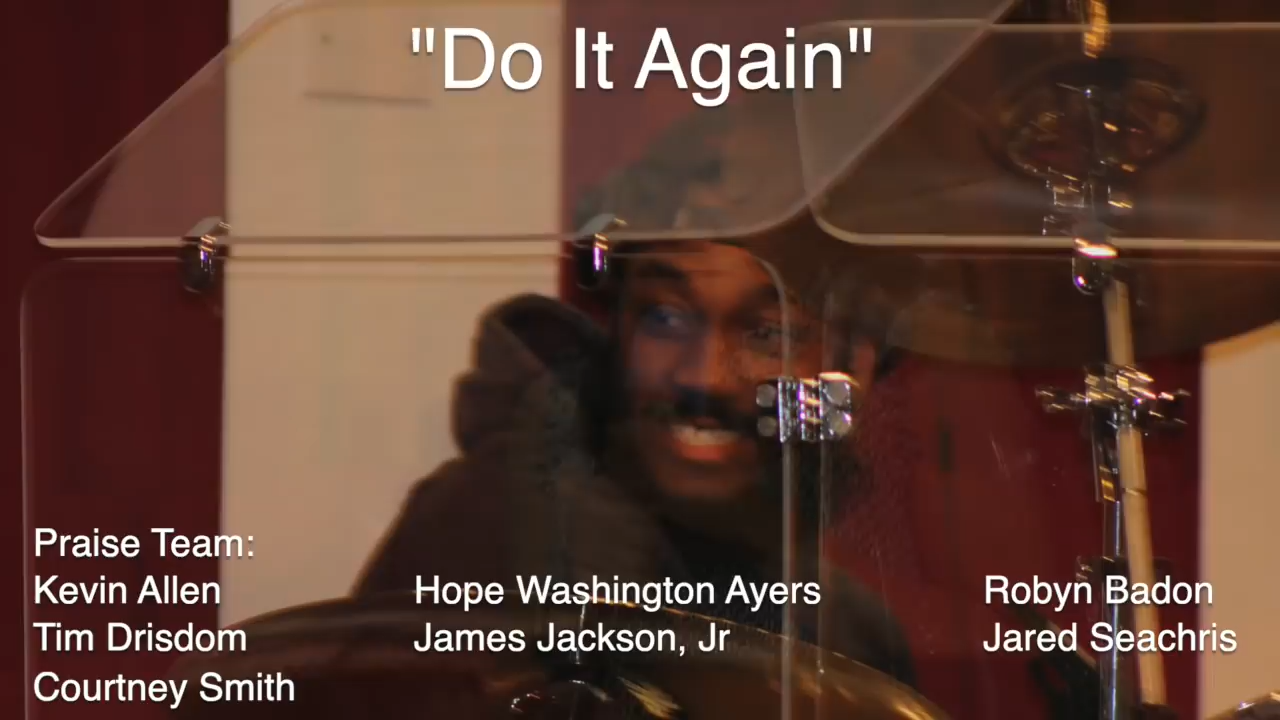 "Do It Again"
Praise Team:
Kevin Allen
Hope Washington Ayers
Robyn Badon
Tim Drisdom
James Jackson, Jr
Jared Seachris
Courtney Smith